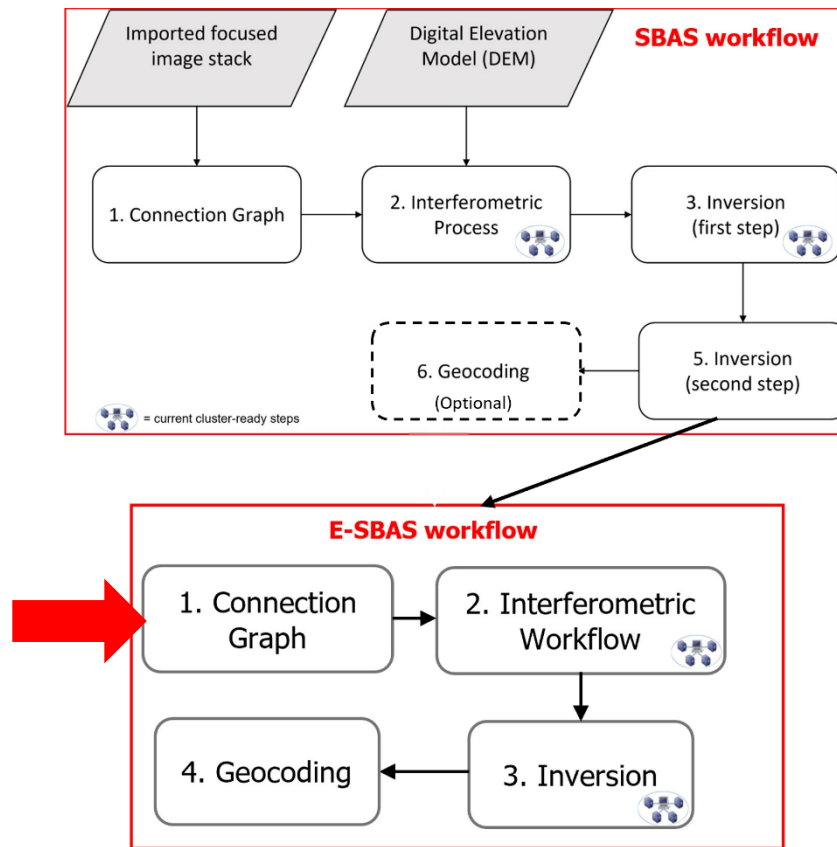 Imported focused
image stack
Digital Elevation
Model (DEM)
SBAS workflow
1. Connection Graph
2. Interferometric
Process
3. Inversion
(first step)
6. Geocoding
(Optional)
5. Inversion
(second step)
= current cluster-ready steps
E-SBAS workflow
1. Connection
Graph
2. Interferometric
Workflow
4. Geocoding
3. Inversion